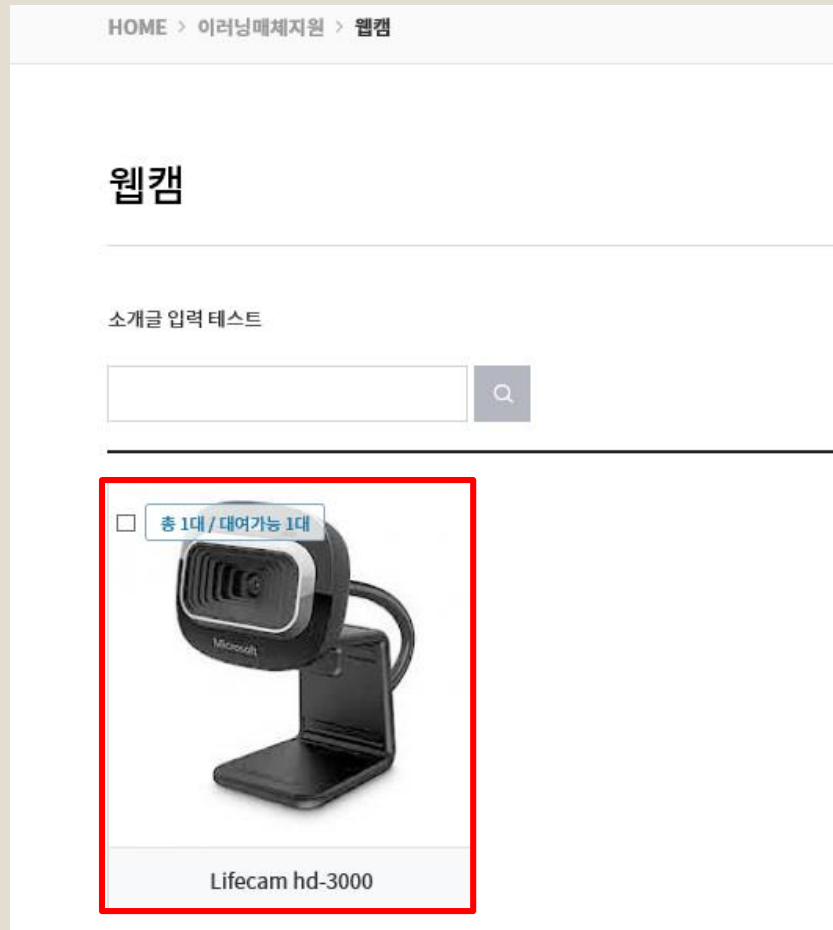 HOME > 이러닝매체지원 > 웹캠
웹캠
소개글 입력 테스트
총 1대 / 대여가능 1대
Microsoft
Lifecam hd-3000